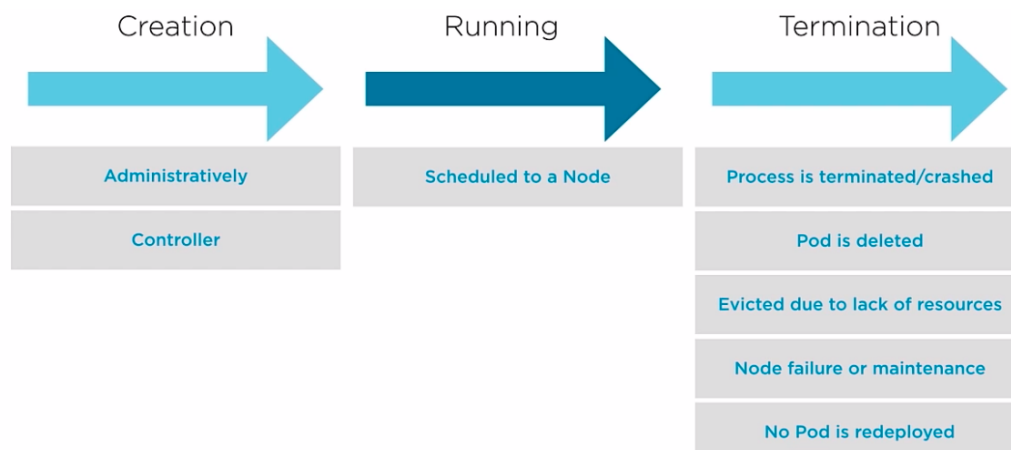 Creation
Running
Termination
Administratively
Controller
Scheduled to a Node
Process is terminated/crashed
Pod is deleted
Evicted due to lack of resources
Node failure or maintenance
No Pod is redeployed